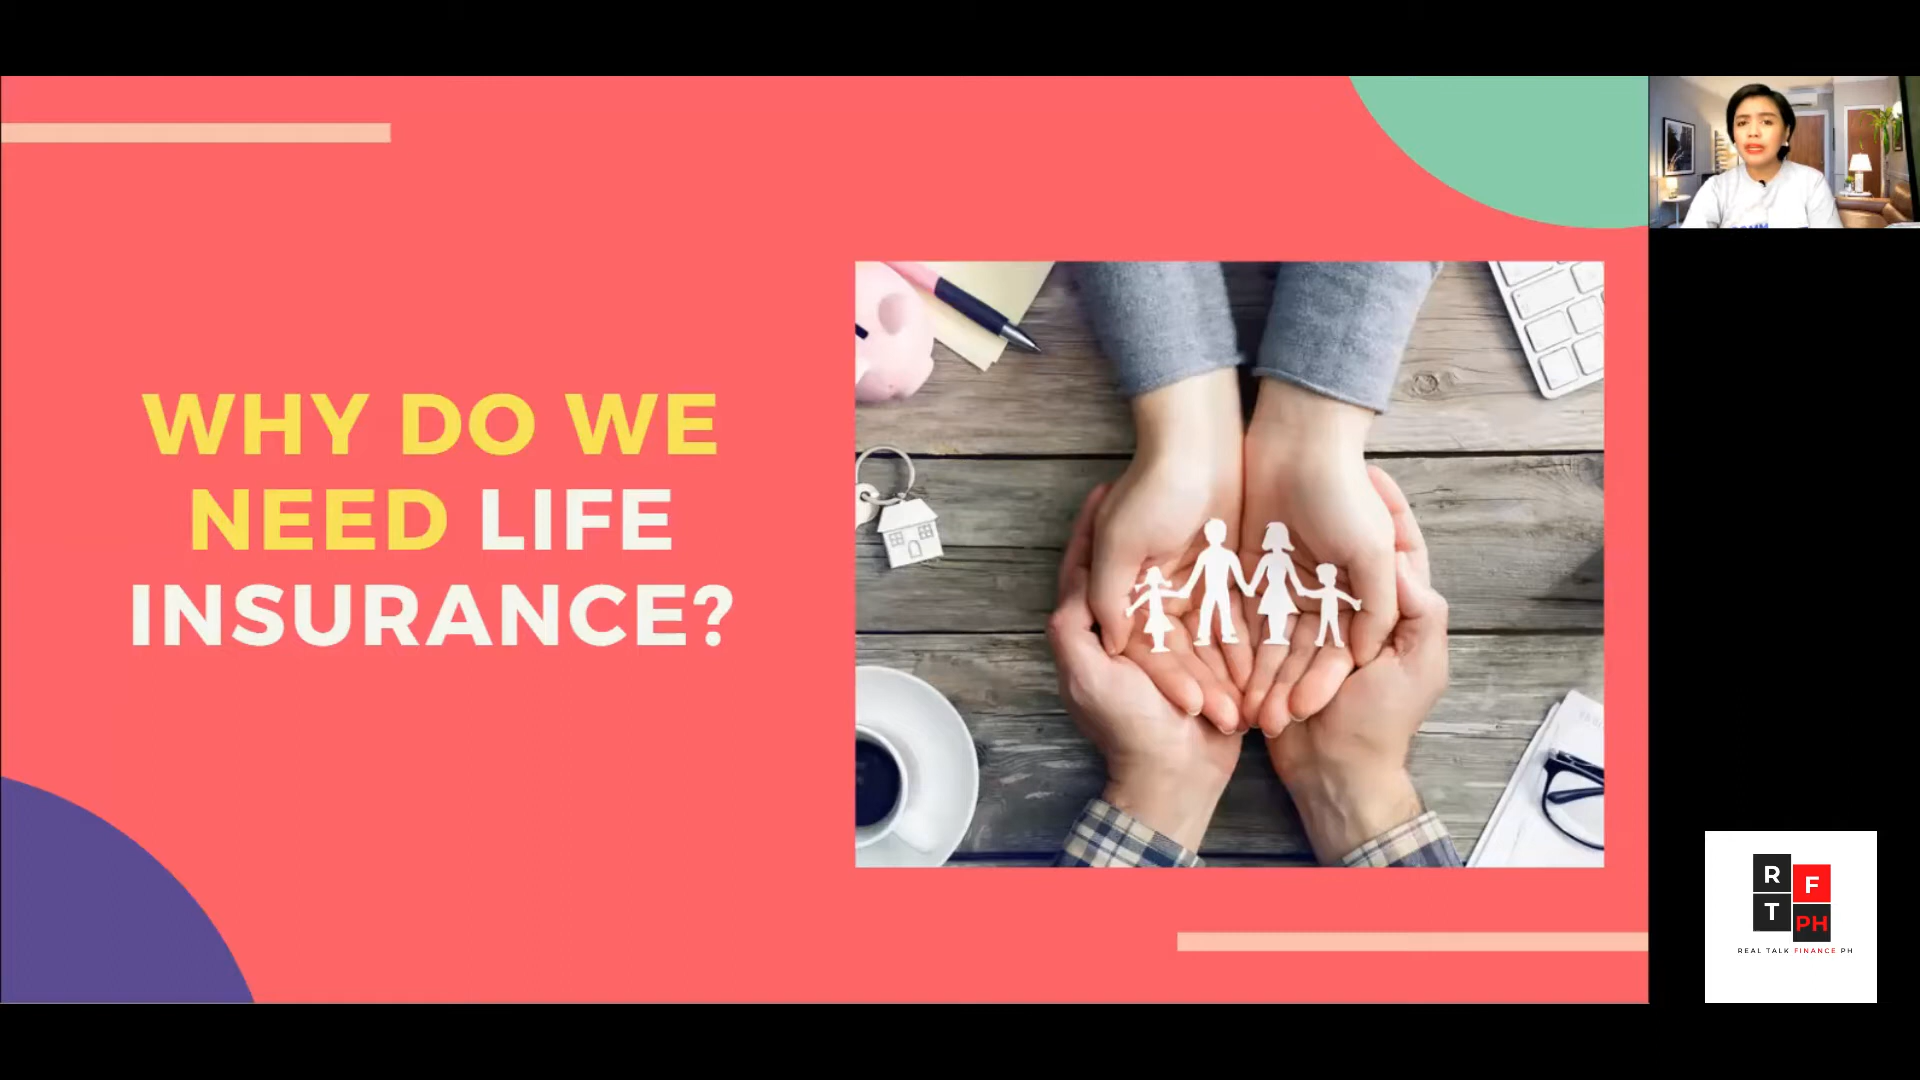 WHY DO WE
NEED LIFE
INSURANCE?
R
F
T
PH
REAL TALK FINANCE PH